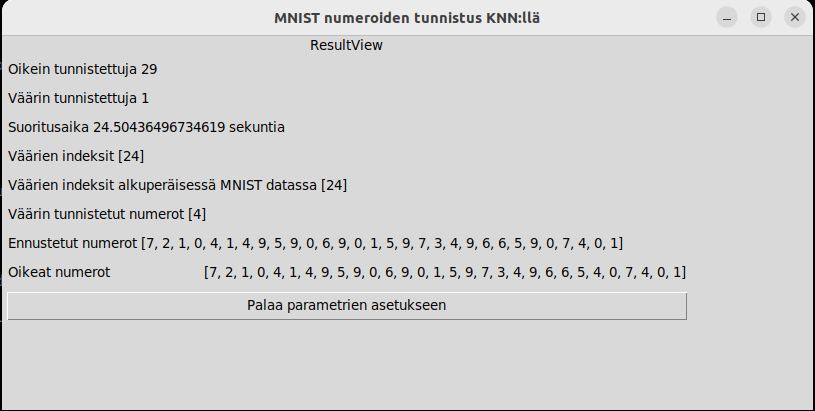 MNIST numeroiden tunnistus KNN:llä
ResultView
Oikein tunnistettuja 29
Väärin tunnistettuja 1
Suoritusaika 24.50436496734619 sekuntia
Väärien indeksit [24]
Väärien indeksit alkuperäisessä MNIST datassa [24]
Väärin tunnistetut numerot [4]
Ennustetut numerot [7, 2, 1, 0, 4, 1, 4, 9, 5, 9, 0, 6, 9, 0, 1, 5, 9, 7, 3, 4, 9, 6, 6, 5, 9, 0, 7, 4, 0, 1]
Oikeat numerot [7, 2, 1, 0, 4, 1, 4, 9, 5, 9, 0, 6, 9, 0, 1, 5, 9, 7, 3, 4, 9, 6, 6, 5, 4, 0, 7, 4, 0, 1]
Palaa parametrien asetukseen